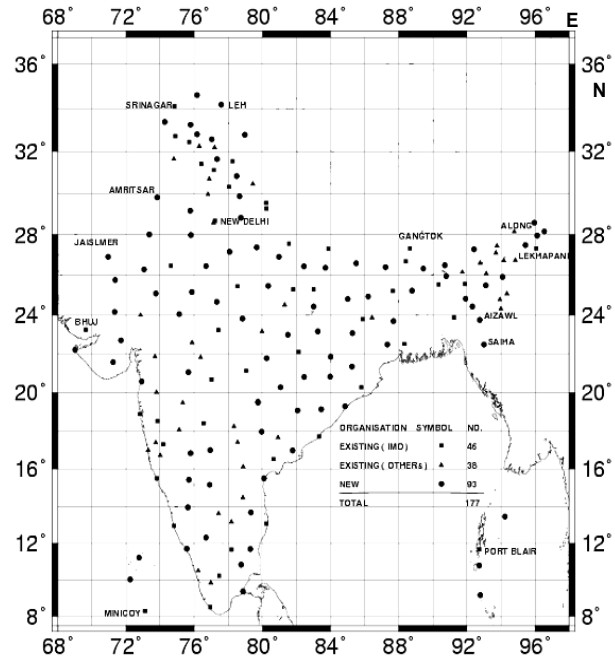 68° 72° 76° 80° 84° 88° 92° 96° E
36° 36°
N
SRINAGAR LEH
32° 32°
AMRITSAR
28° NEW DELHI ALONG 28°
JAISLMER GANGTOK LEKHAPANI
24° 24°
BHUJ AIZAWL
SAIHA
20° 20°
ORGANISATION SYMBOL NO.
EXISTING ( IMD) ■ 46
EXISTING ( OTHERs) ▲ 38
16° NEW ● 93 16°
TOTAL 177
12° PORT BLAIR 12°
8° MINICOY 8°
68° 72° 76° 80° 84° 88° 92° 96°